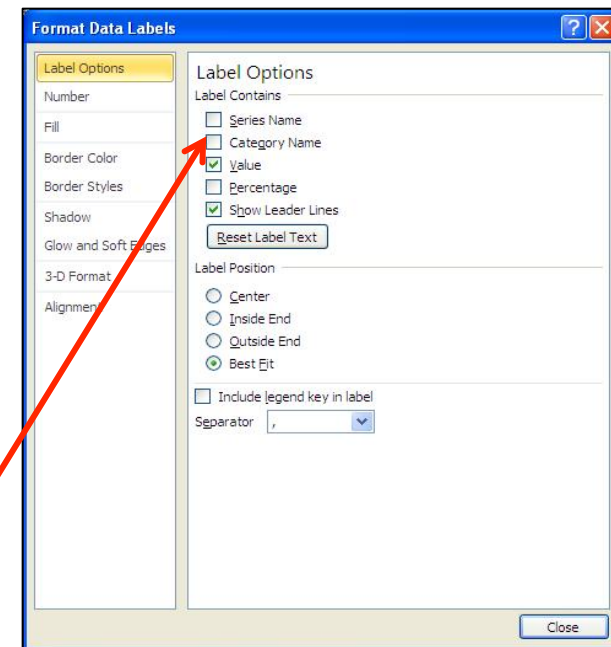 Format Data Labels
Label Options
Number
Fill
Border Color
Border Styles
Shadow
Glow and Soft Edges
3-D Format
Alignment
Label Options
Label Contains
Series Name
Category Name
Value
Percentage
Show Leader Lines
Reset Label Text
Label Position
Center
Inside End
Outside End
Best Fit
Include legend key in label
Separator ,
Close